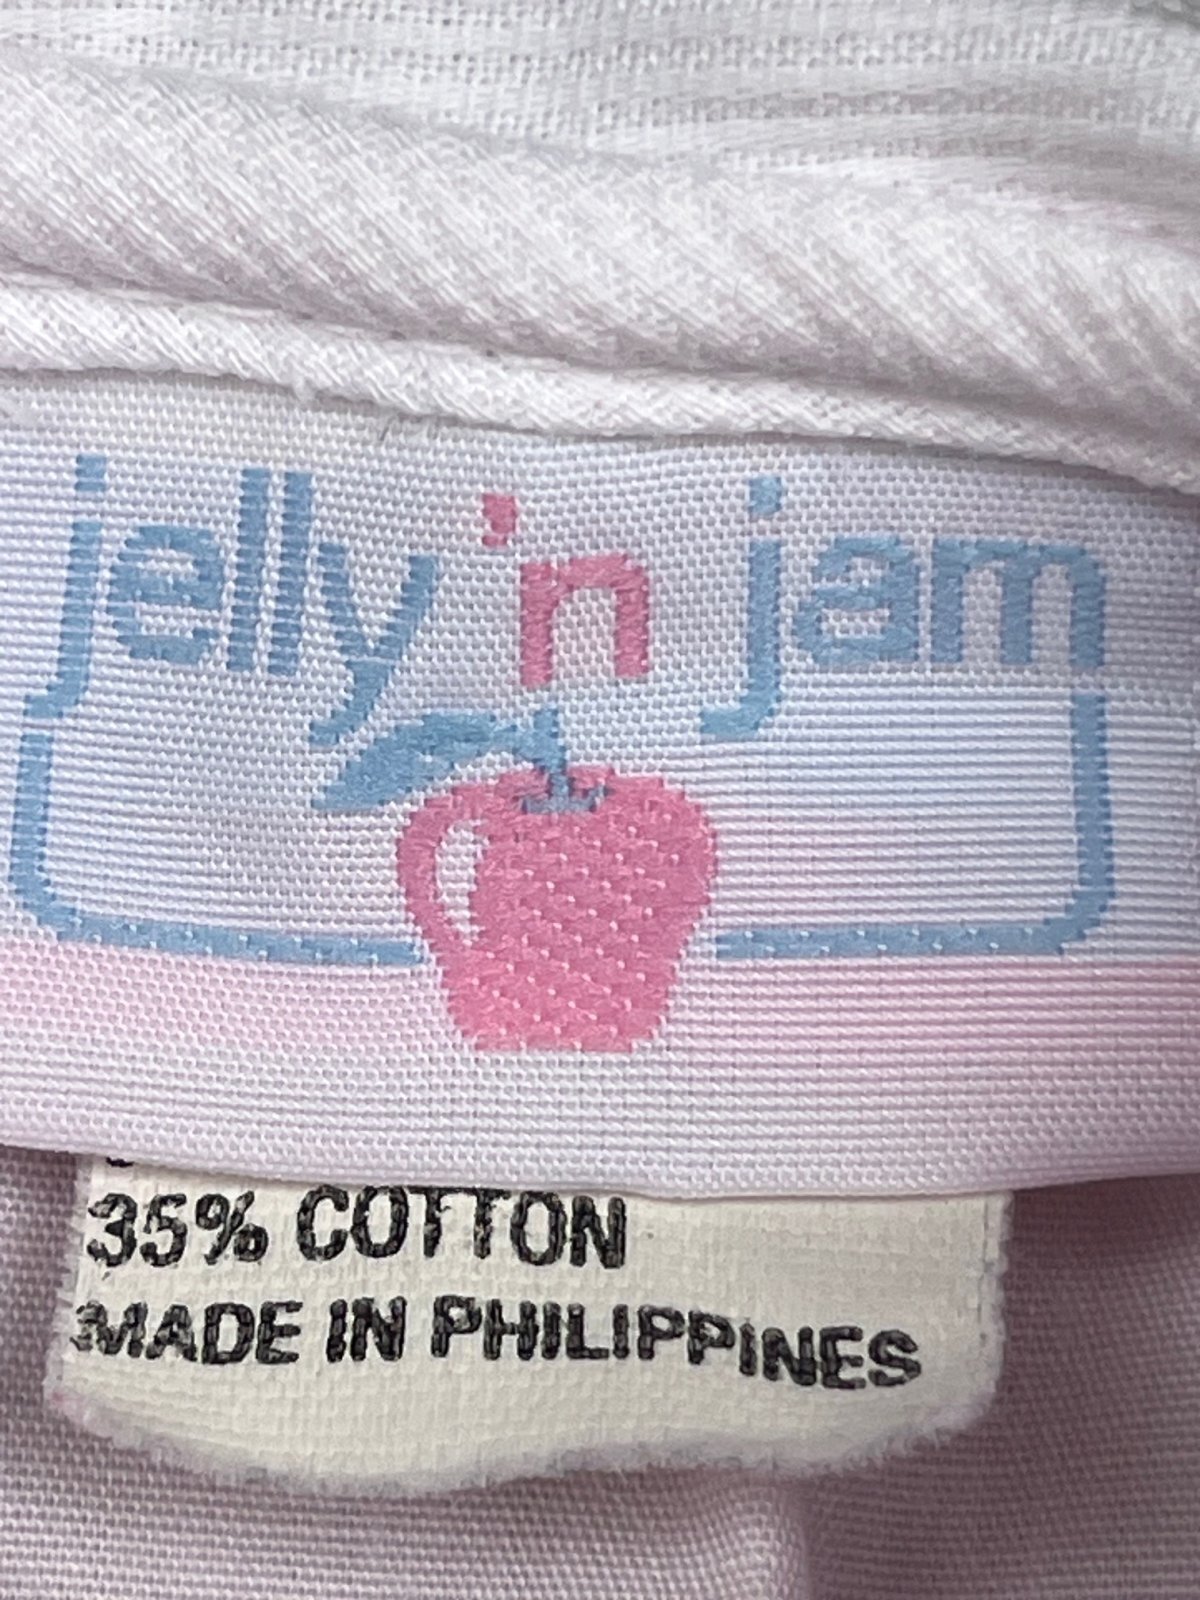 jelly 'n jam
35% COTTON
MADE IN PHILIPPINES